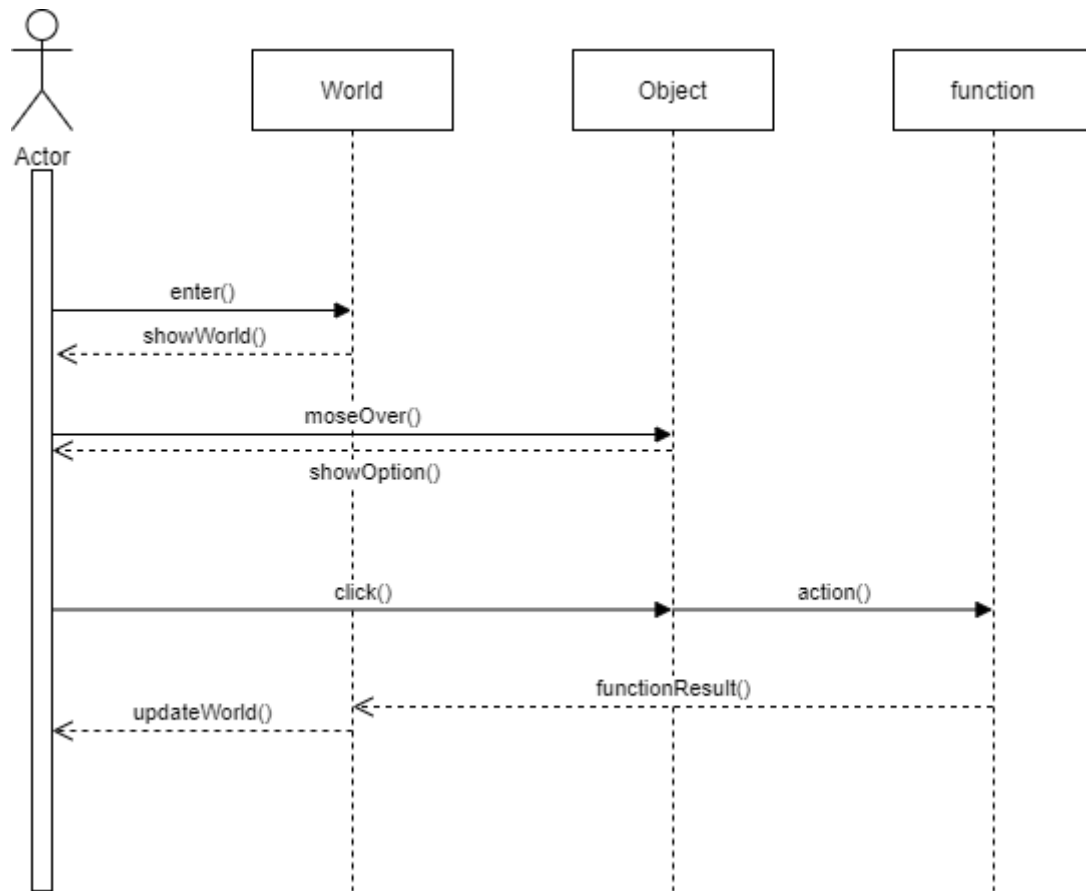 World
Object
function
Actor
enter()
showWorld()
moseOver()
showOption()
click()
action()
functionResult()
updateWorld()